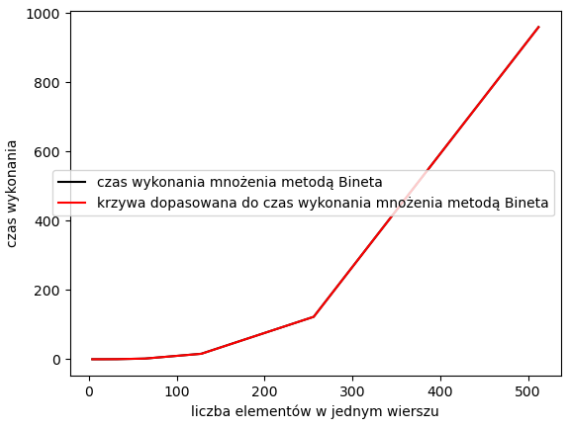 1000
800
600
400
200
0
czas wykonania
czas wykonania mnożenia metodą Bineta
krzywa dopasowana do czas wykonania mnożenia metodą Bineta
0 100 200 300 400 500
liczba elementów w jednym wierszu